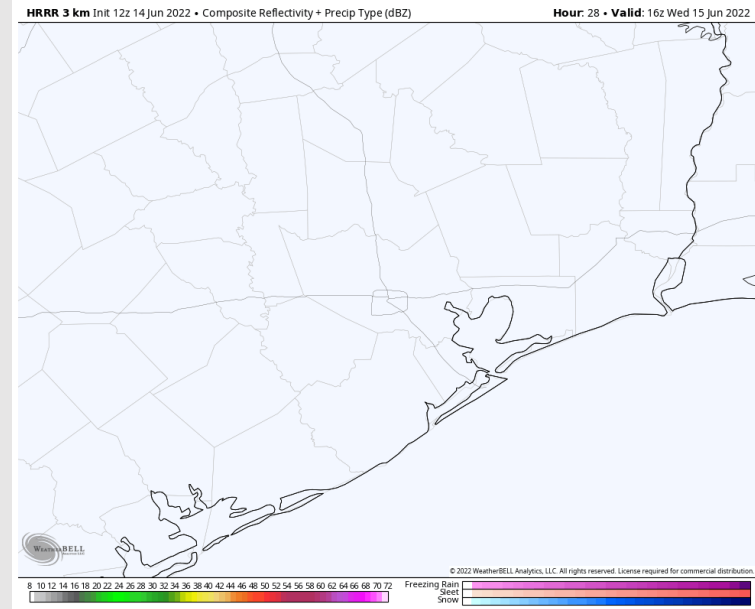 HRRR 3 km Init 12z 14 Jun 2022 • Composite Reflectivity + Precip Type (dBZ) Hour: 28 • Valid: 16z Wed 15 Jun 2022
WEATHERBELL
© 2022 WeatherBELL Analytics, LLC. All rights reserved. License required for commercial distribution.
8 10 12 14 16 18 20 22 24 26 28 30 32 34 36 38 40 42 44 46 48 50 52 54 56 58 60 62 64 66 68 70 72
Freezing Rain
Sleet
Snow